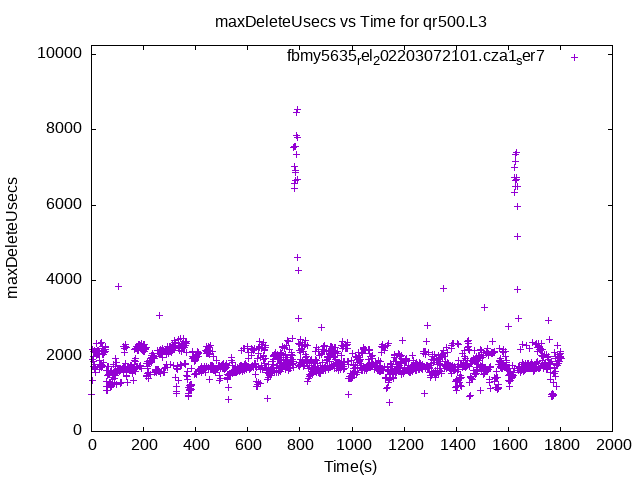 maxDeleteUsecs vs Time for qr500.L3
fbmy5635rel202203072101.cza1ser7
10000
8000
6000
4000
2000
0
maxDeleteUsecs
0 200 400 600 800 1000 1200 1400 1600 1800 2000
Time(s)